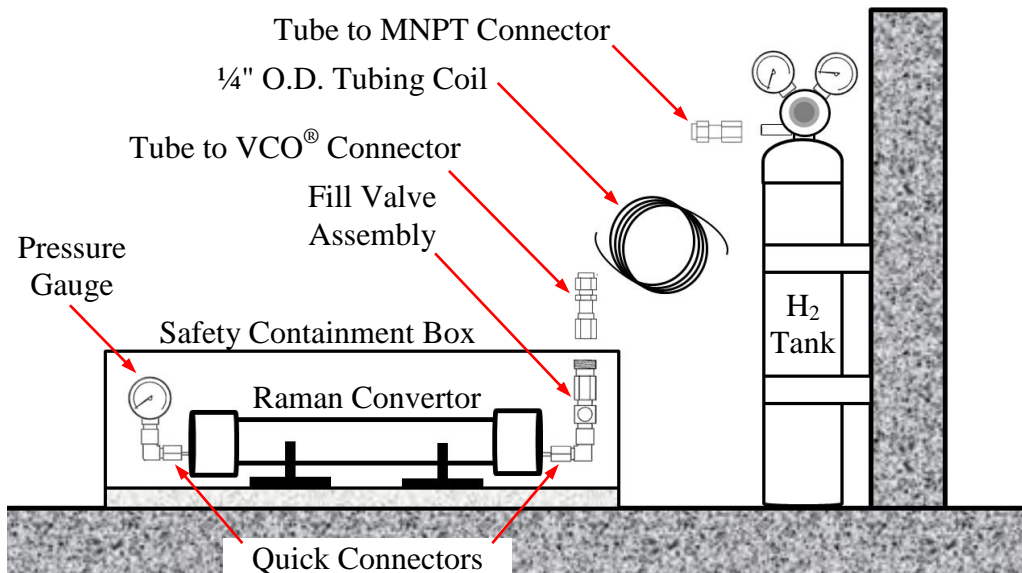 Tube to MNPT Connector
¼" O.D. Tubing Coil
Tube to VCO® Connector
Fill Valve
Assembly
Pressure
Gauge
Safety Containment Box
H₂
Tank
Raman Convertor
Quick Connectors